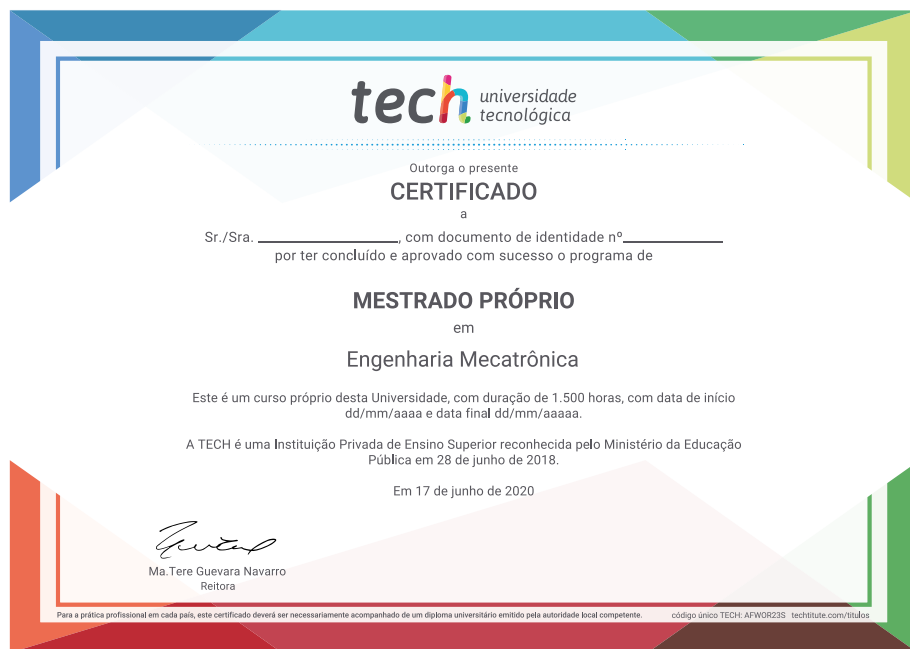 tech universidade
tecnológica
Outorga o presente
CERTIFICADO
a
Sr./Sra. ____________________, com documento de identidade nº______________
por ter concluído e aprovado com sucesso o programa de
MESTRADO PRÓPRIO
em
Engenharia Mecatrônica
Este é um curso próprio desta Universidade, com duração de 1.500 horas, com data de início
dd/mm/aaaa e data final dd/mm/aaaaa.
A TECH é uma Instituição Privada de Ensino Superior reconhecida pelo Ministério da Educação
Pública em 28 de junho de 2018.
Em 17 de junho de 2020
Ma.Tere Guevara Navarro
Reitora
Para a prática profissional em cada país, este certificado deverá ser necessariamente acompanhado de um diploma universitário emitido pela autoridade local competente. código único TECH: AFWOR23S techtitute.com/titulos